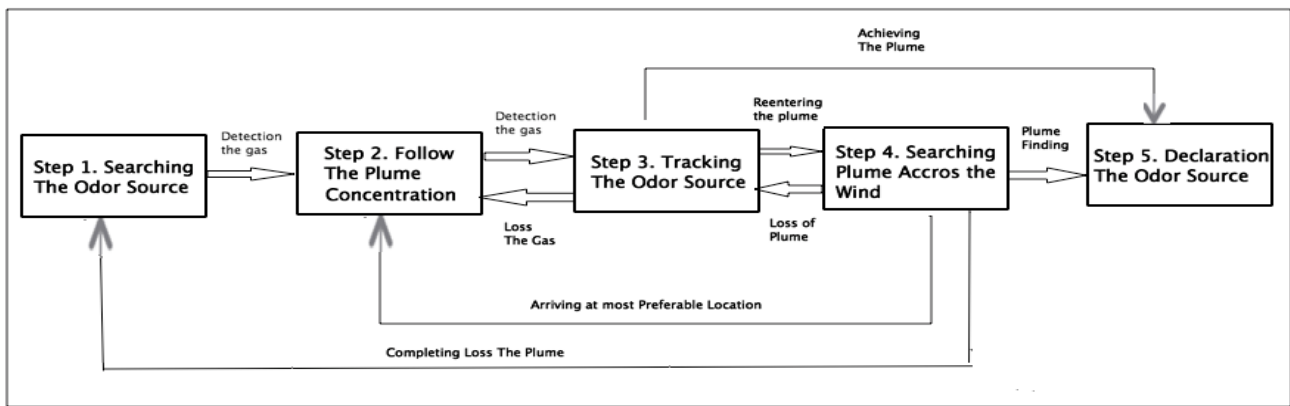 Achieving
The Plume
Detection
the gas
Detection
the gas
Reentering
the plume
Plume
Finding
Step 1. Searching
The Odor Source
Step 2. Follow
The Plume
Concentration
Step 3. Tracking
The Odor Source
Step 4. Searching
Plume Accros the
Wind
Step 5. Declaration
The Odor Source
Loss
The Gas
Loss of
Plume
Arriving at most Preferable Location
Completing Loss The Plume